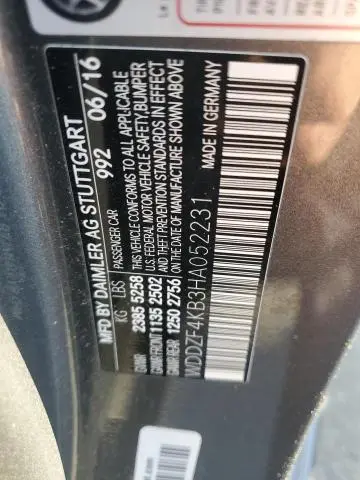 MFD BY DAIMLER AG STUTTGART
992 06/16
PASSENGER CAR
THIS VEHICLE CONFORMS TO ALL APPLICABLE
U.S. FEDERAL MOTOR VEHICLE SAFETY, BUMPER
AND THEFT PREVENTION STANDARDS IN EFFECT
ON THE DATE OF MANUFACTURE SHOWN ABOVE
KG LBS
GVWR 2385 5258
GAWR FRONT 1135 2502
GAWR REAR 1250 2756
WDDZF4KB3HA052231
MADE IN GERMANY